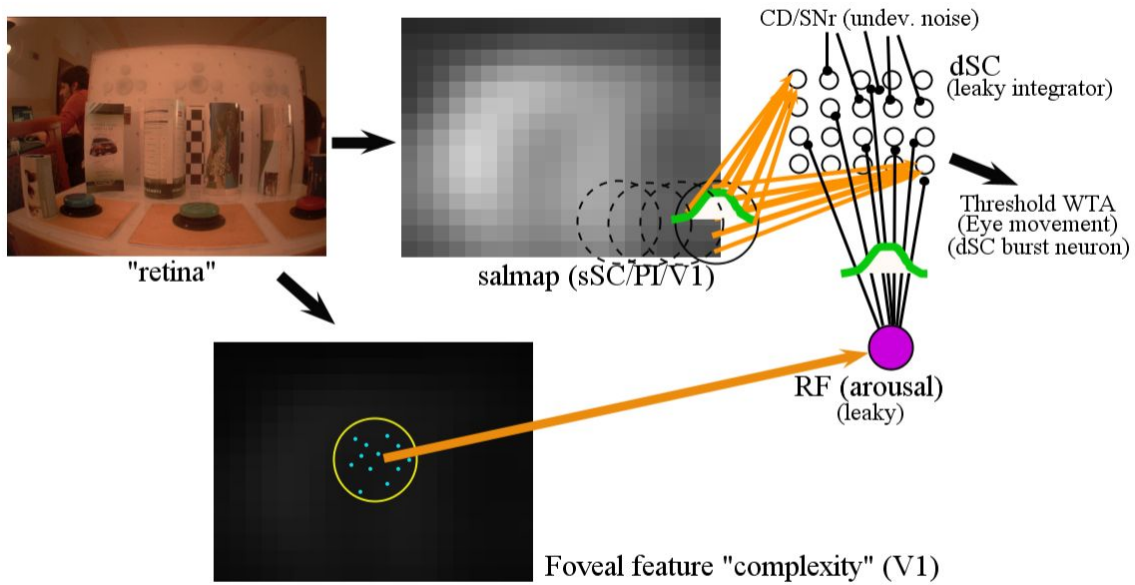 CD/SNr (undev. noise)
dSC
(leaky integrator)
Threshold WTA
(Eye movement)
(dSC burst neuron)
"retina"
salmap (sSC/PI/V1)
RF (arousal)
(leaky)
Foveal feature "complexity" (V1)